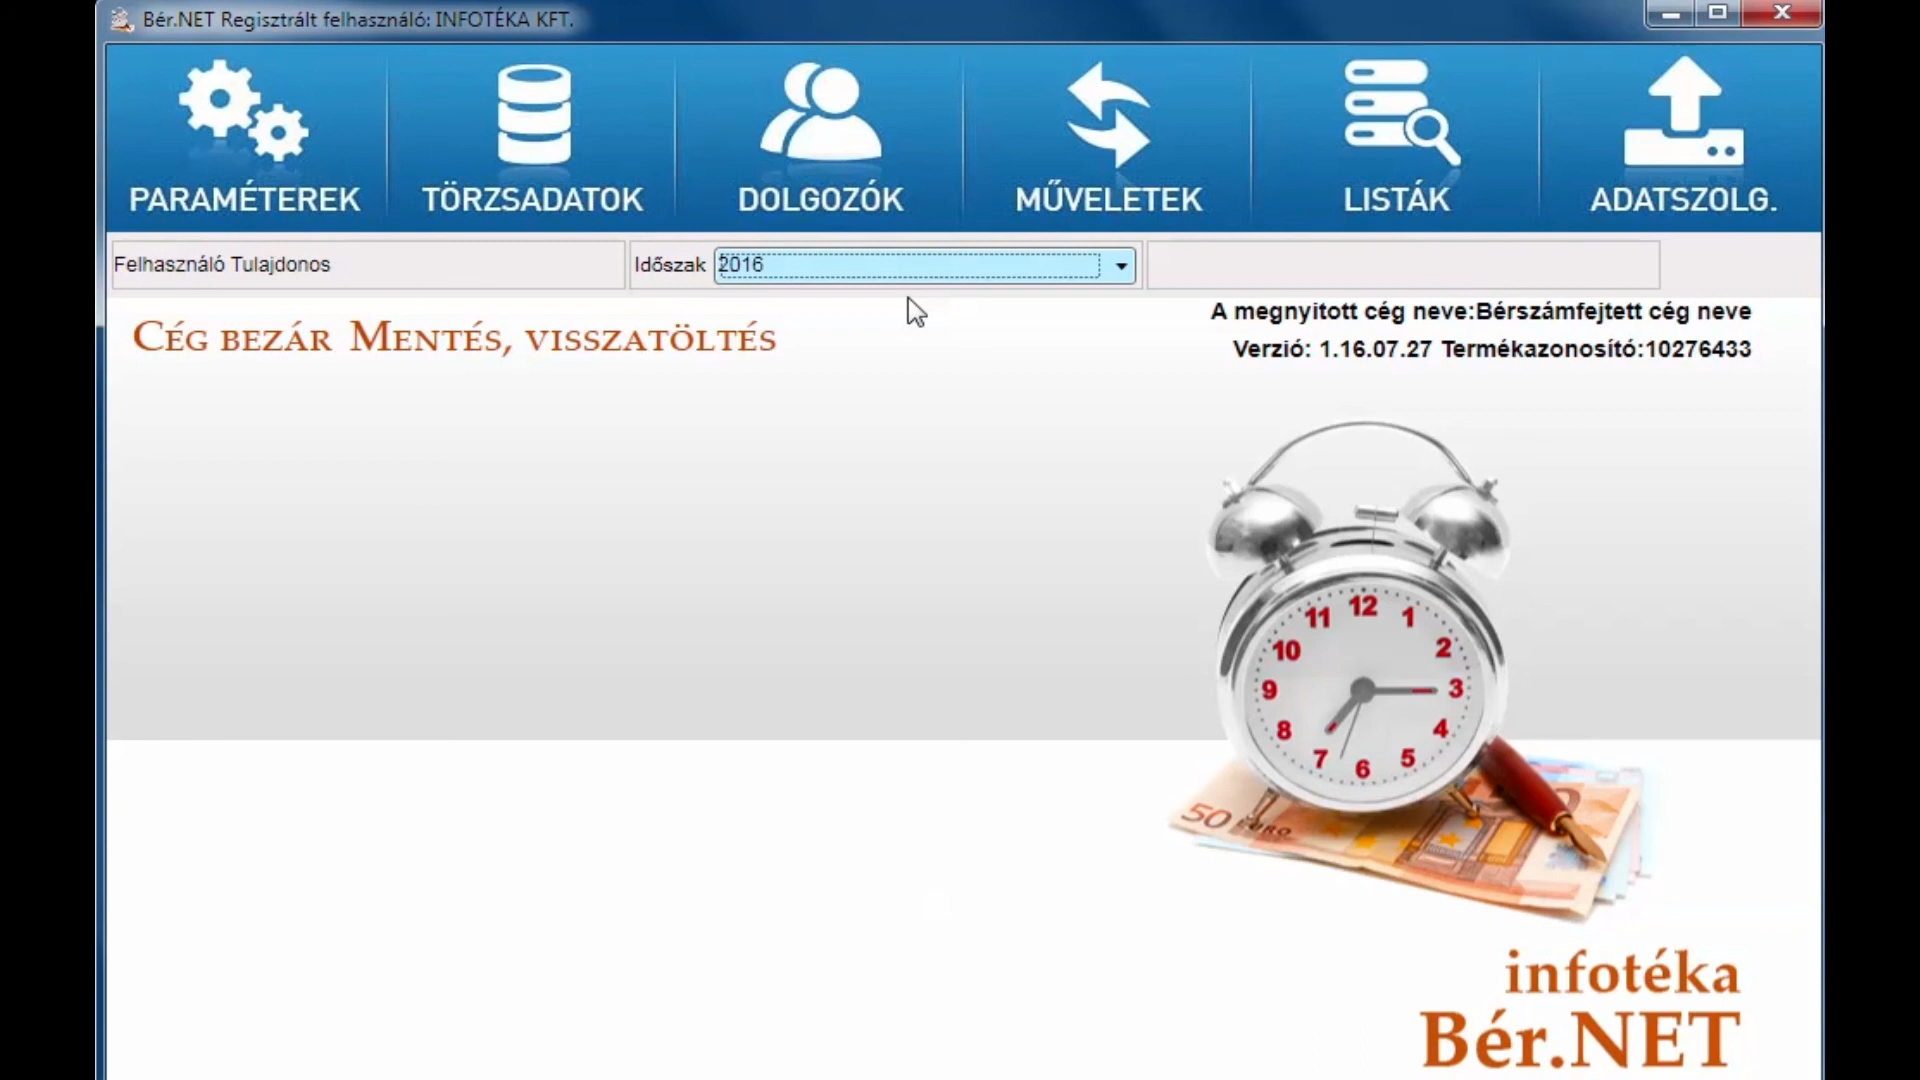 Bér.NET Regisztrált felhasználó: INFOTÉKA KFT.
PARAMÉTEREK TÖRZSADATOK DOLGOZÓK MŰVELETEK LISTÁK ADATSZOLG.
Felhasználó Tulajdonos Időszak 2016
A megnyitott cég neve:Bérszámfejtett cég neve
CÉG BEZÁR MENTÉS, VISSZATÖLTÉS
Verzió: 1.16.07.27 Termékazonosító:10276433
12
11 1
10 2
9 3
8 4
7 5
6
50 EURO
infotéka
Bér.NET